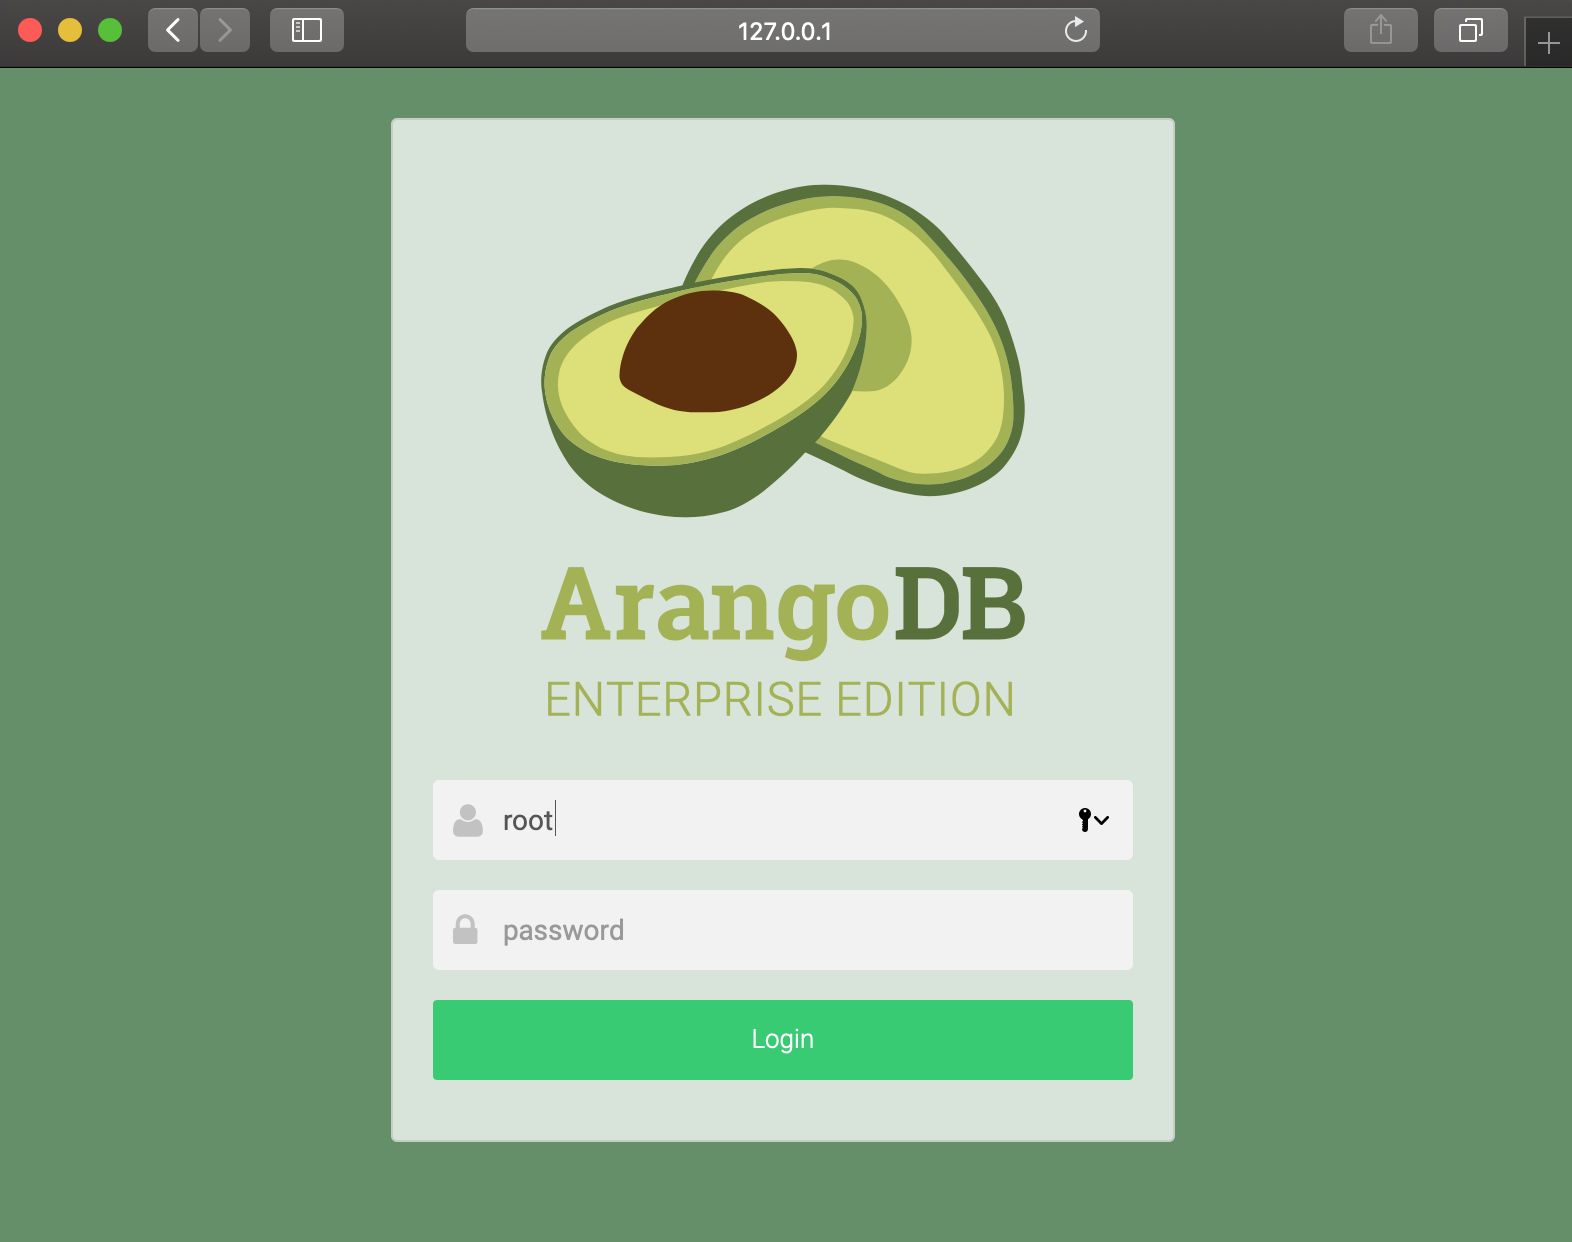 127.0.0.1
ArangoDB
ENTERPRISE EDITION
root
password
Login